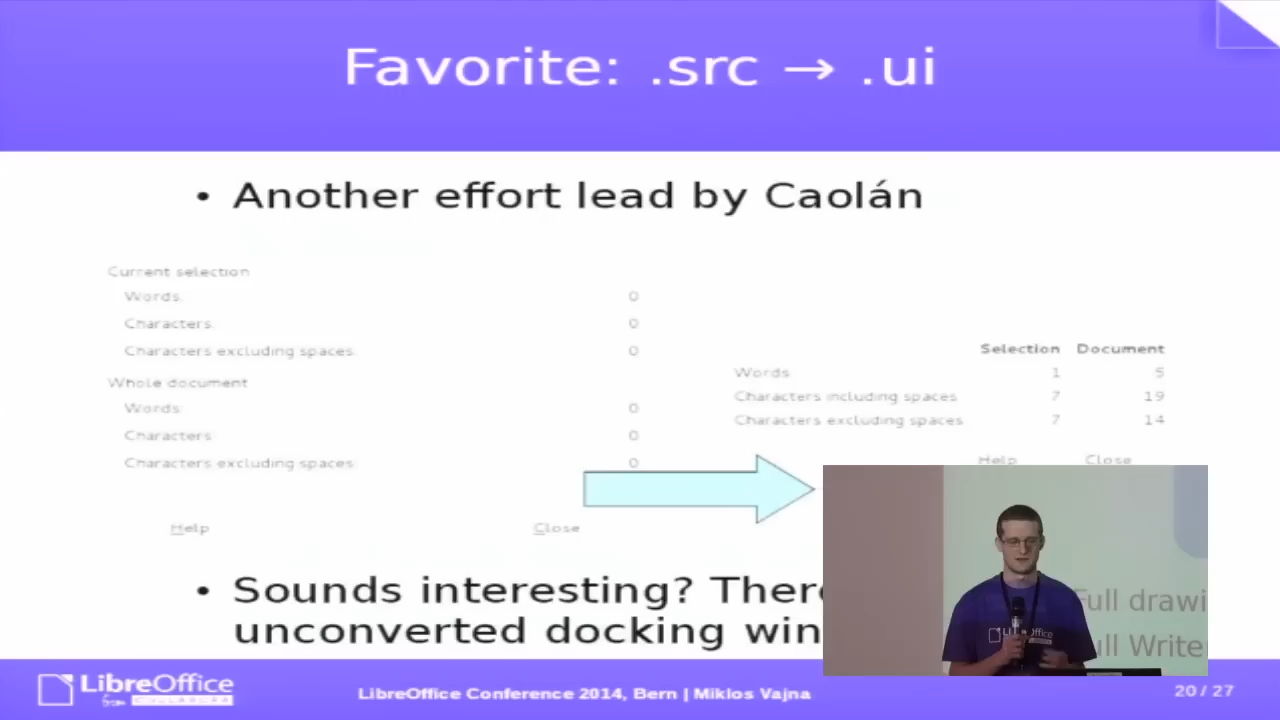 Favorite: .src → .ui
• Another effort lead by Caolán
Current selection
Words 0
Characters 0
Characters excluding spaces 0
Whole document
Words 0
Characters 0
Characters excluding spaces 0
Help Close
Selection Document
Words 1 5
Characters including spaces 7 19
Characters excluding spaces 7 14
Help Close
• Sounds interesting? There
unconverted docking win
Full drawi
ull Write
LibreOffice
LibreOffice
from COLLABORA
LibreOffice Conference 2014, Bern | Miklos Vajna
20 / 27